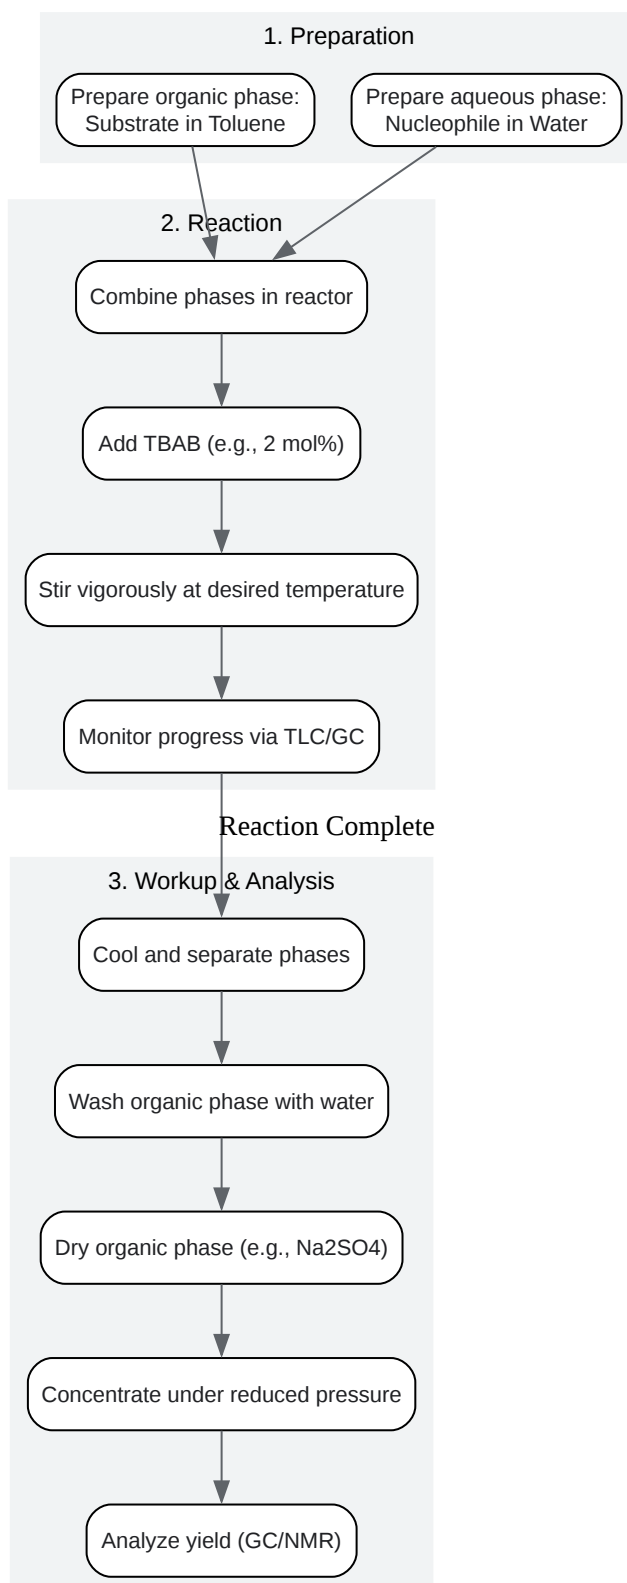 1. Preparation
Prepare organic phase:
Substrate in Toluene
Prepare aqueous phase:
Nucleophile in Water
2. Reaction
Combine phases in reactor
Add TBAB (e.g., 2 mol%)
Stir vigorously at desired temperature
Monitor progress via TLC/GC
Reaction Complete
3. Workup & Analysis
Cool and separate phases
Wash organic phase with water
Dry organic phase (e.g., Na2SO4)
Concentrate under reduced pressure
Analyze yield (GC/NMR)